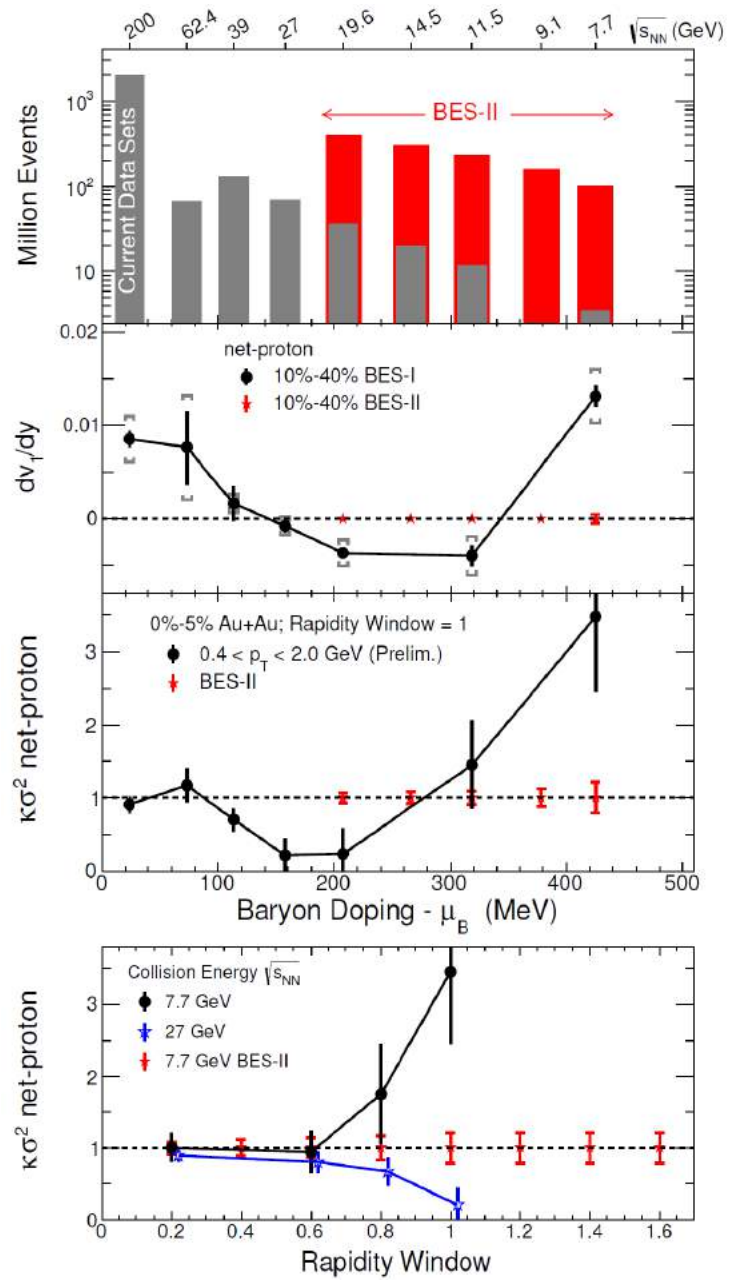 200 62.4 39 27 19.6 14.5 11.5 9.1 7.7 √sNN (GeV)
BES-II
Current Data Sets
Million Events
10³
10²
10
0.02
0.01
0
dv₁/dy
net-proton
10%-40% BES-I
10%-40% BES-II
0%-5% Au+Au; Rapidity Window = 1
0.4 < pT < 2.0 GeV (Prelim.)
BES-II
κσ² net-proton
3
2
1
0
0 100 200 300 400 500
Baryon Doping - μB (MeV)
Collision Energy √sNN
7.7 GeV
27 GeV
7.7 GeV BES-II
κσ² net-proton
3
2
1
0
0 0.2 0.4 0.6 0.8 1 1.2 1.4 1.6
Rapidity Window